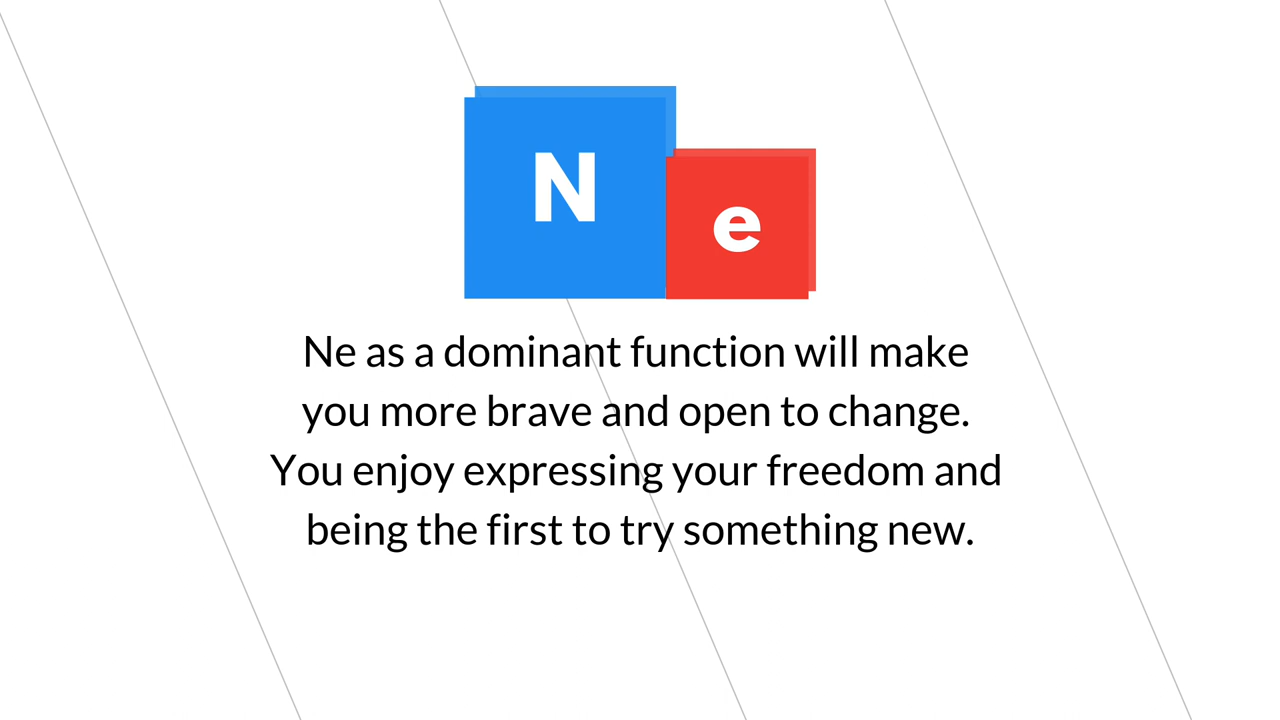 N e
Ne as a dominant function will make
you more brave and open to change.
You enjoy expressing your freedom and
being the first to try something new.